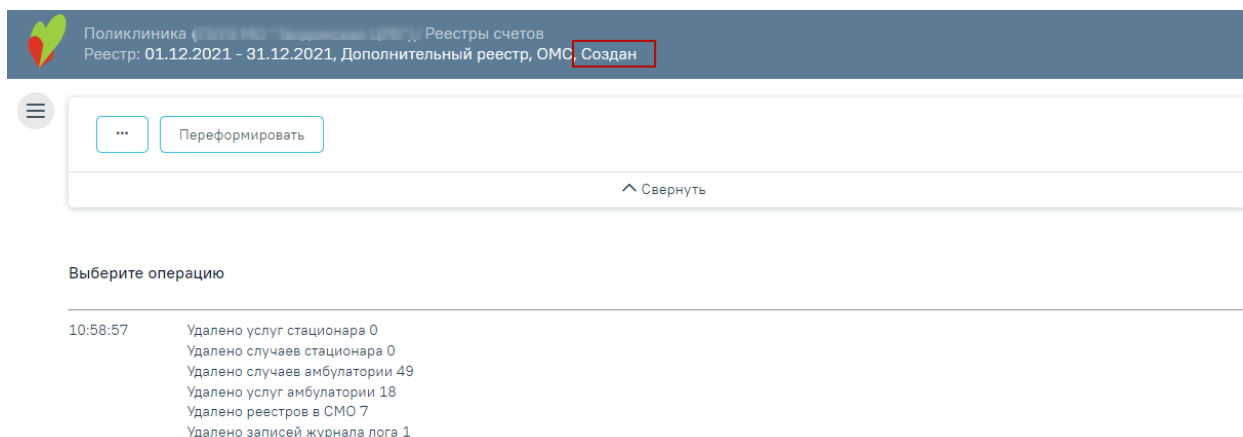 Поликлиника ( Реестры счетов
Реестр: 01.12.2021 - 31.12.2021, Дополнительный реестр, ОМС, Создан
... Переформировать
Свернуть
Выберите операцию
10:58:57 Удалено услуг стационара 0
Удалено случаев стационара 0
Удалено случаев амбулатории 49
Удалено услуг амбулатории 18
Удалено реестров в СМО 7
Удалено записей журнала лога 1